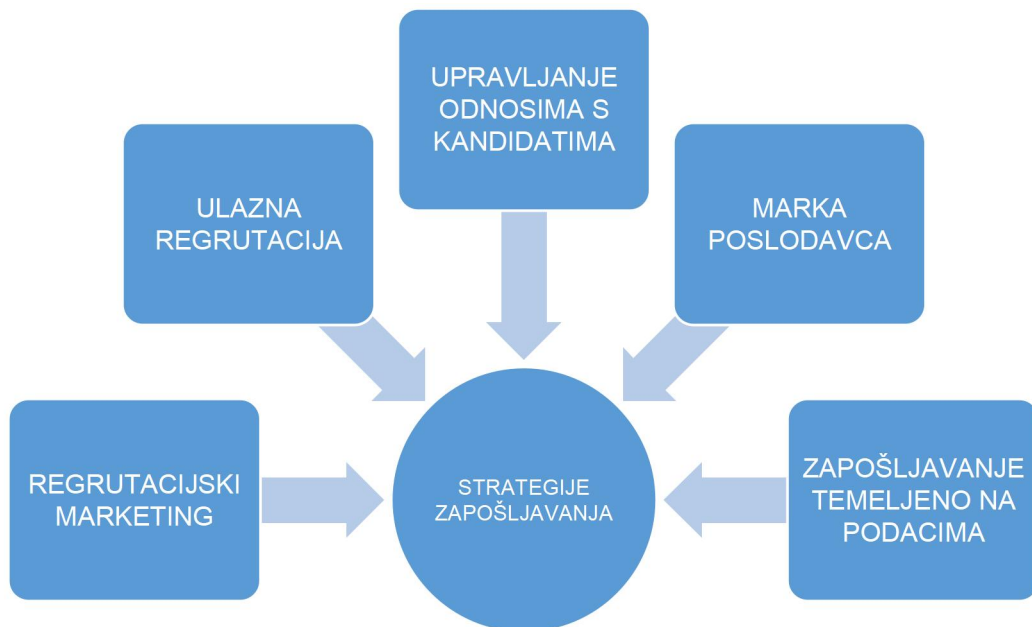 UPRAVLJANJE
ODNOSIMA S
KANDIDATIMA
ULAZNA
REGRUTACIJA
MARKA
POSLODAVCA
REGRUTACIJSKI
MARKETING
STRATEGIJE
ZAPOŠLJAVANJA
ZAPOŠLJAVANJE
TEMELJENO NA
PODACIMA